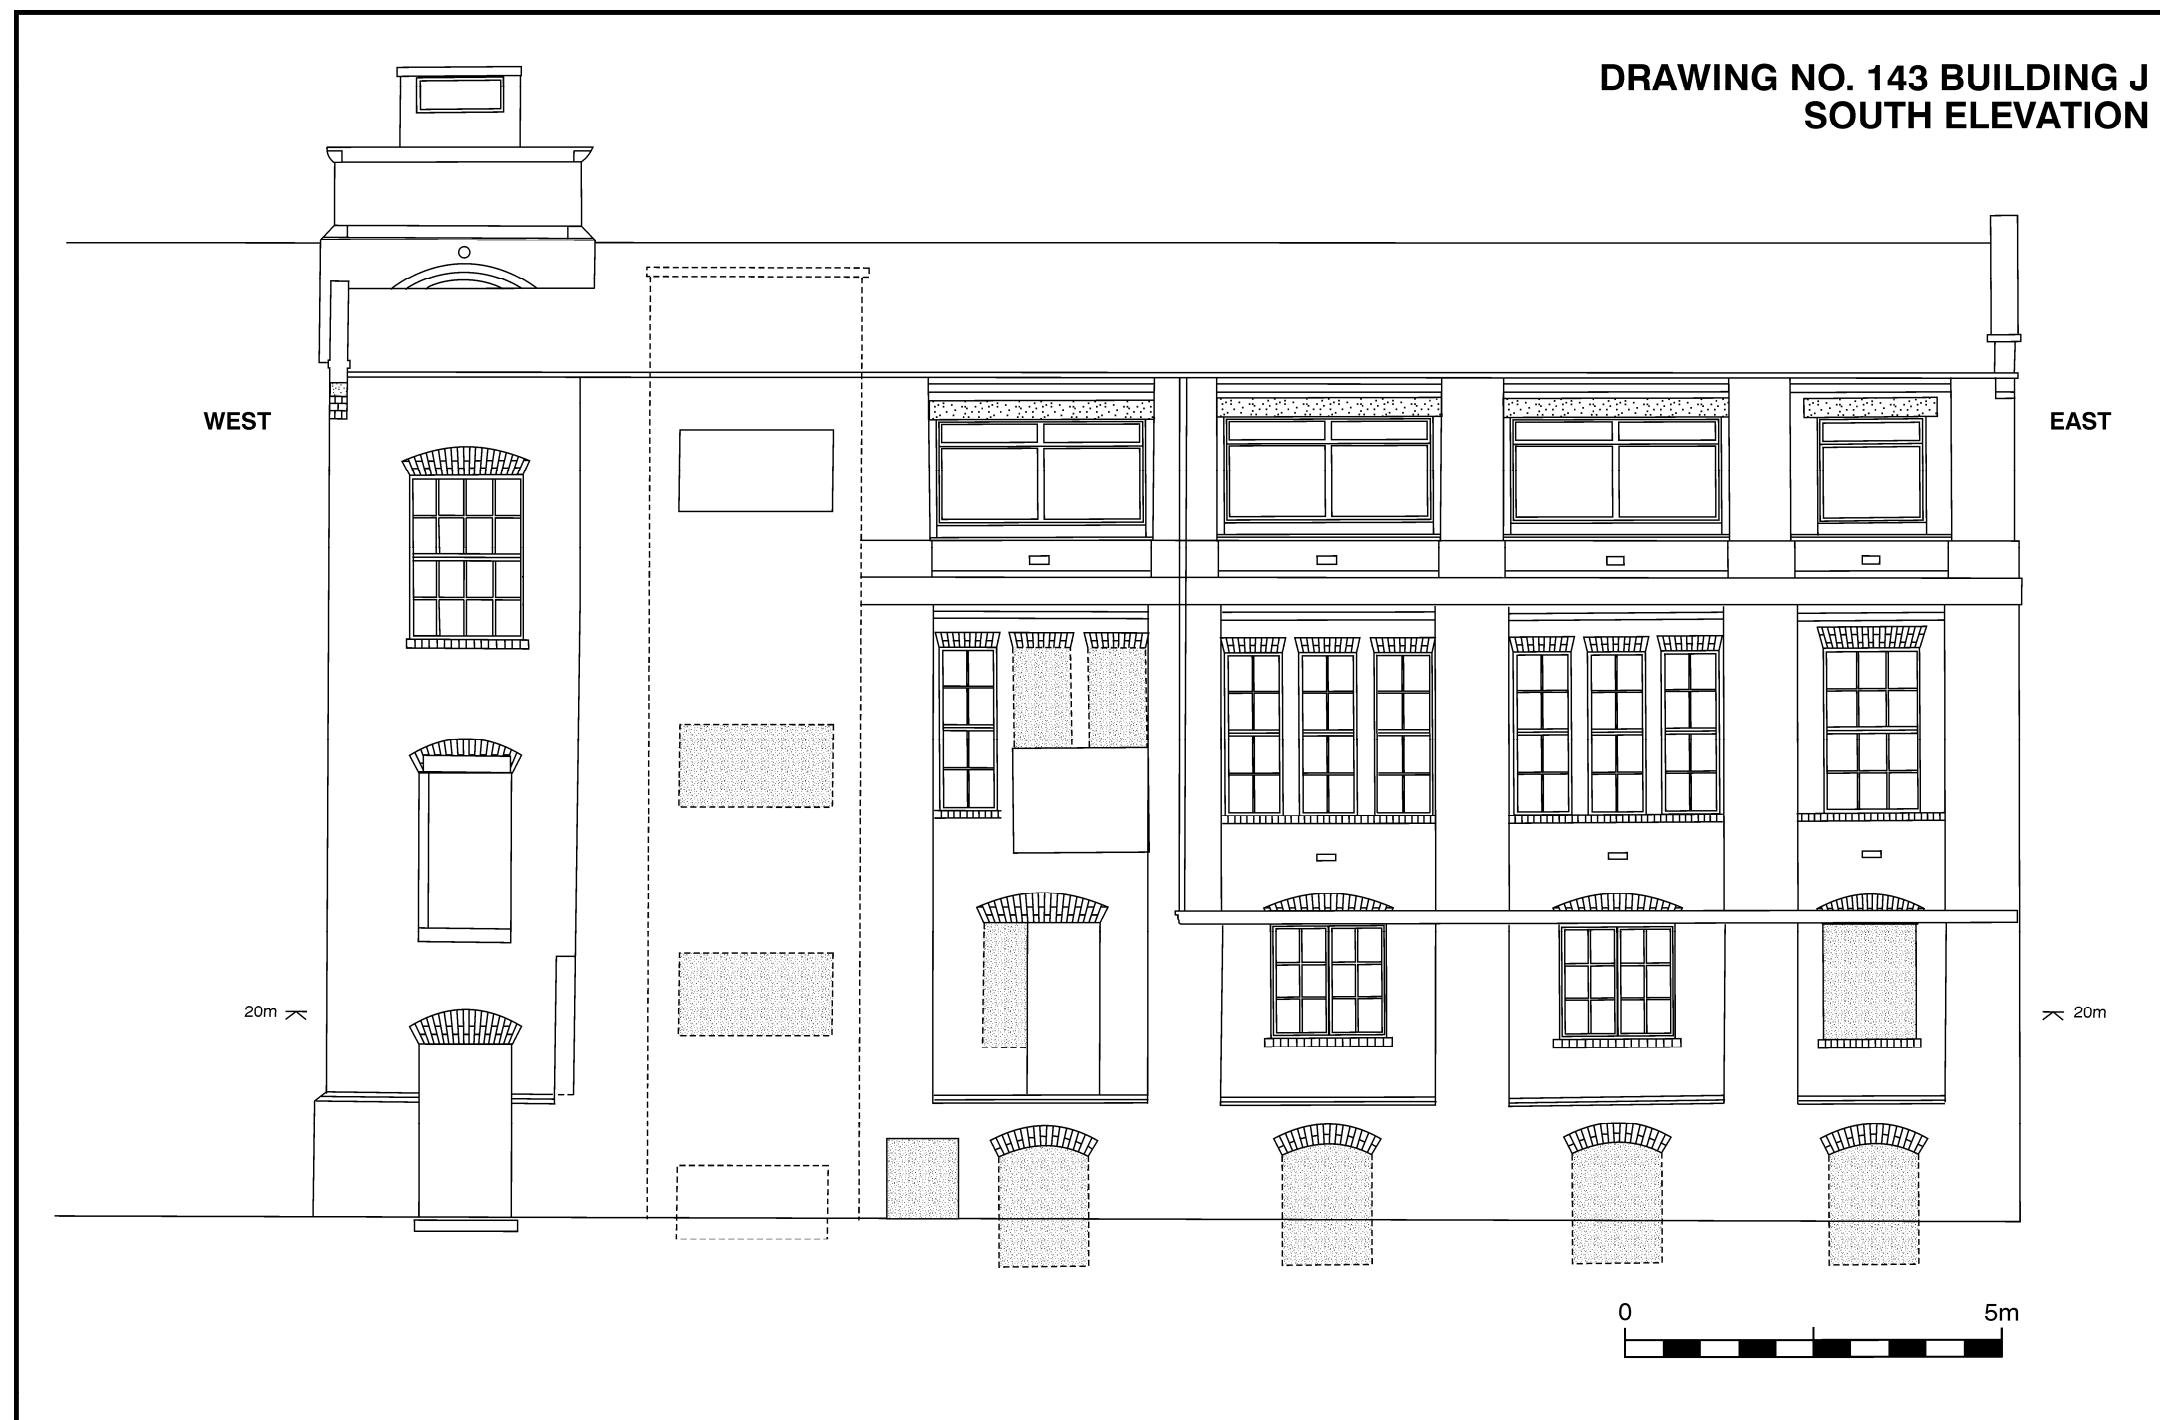 DRAWING NO. 143 BUILDING J
SOUTH ELEVATION
WEST
EAST
20m
20m
0 5m